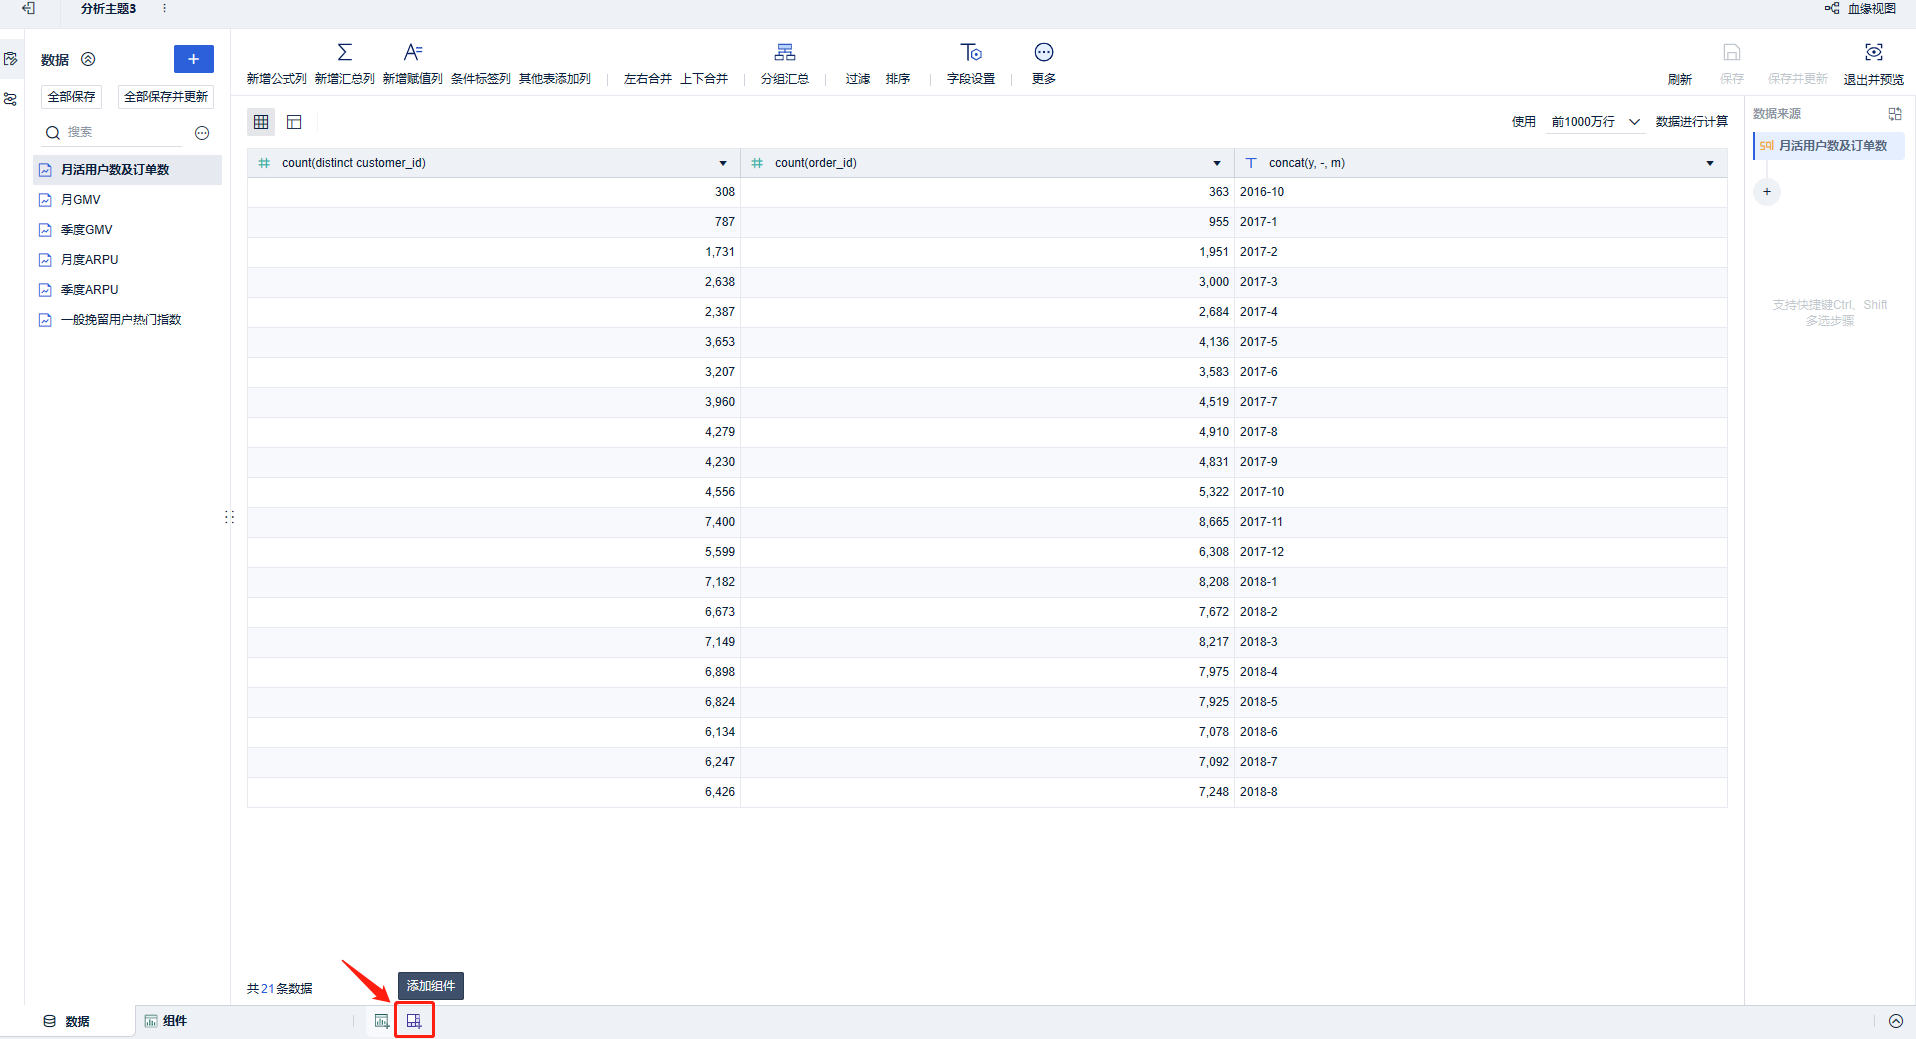 分析主题3
血缘视图
数据
+
全部保存 全部保存并更新
搜索
月活用户数及订单数
月GMV
季度GMV
月度ARPU
季度ARPU
一般挽留用户热门指数
新增公式列 新增汇总列 新增赋值列 条件标签列 其他表添加列 左右合并 上下合并 分组汇总 过滤 排序 字段设置 更多
刷新 保存 保存并更新 退出并预览
使用 前1000万行 数据进行计算
count(distinct customer_id) count(order_id) concat(y, -, m)
308 363 2016-10
787 955 2017-1
1,731 1,951 2017-2
2,638 3,000 2017-3
2,387 2,684 2017-4
3,653 4,136 2017-5
3,207 3,583 2017-6
3,960 4,519 2017-7
4,279 4,910 2017-8
4,230 4,831 2017-9
4,556 5,322 2017-10
7,400 8,665 2017-11
5,599 6,308 2017-12
7,182 8,208 2018-1
6,673 7,672 2018-2
7,149 8,217 2018-3
6,898 7,975 2018-4
6,824 7,925 2018-5
6,134 7,078 2018-6
6,247 7,092 2018-7
6,426 7,248 2018-8
共21条数据
数据来源
sql 月活用户数及订单数
+
支持快捷键Ctrl、Shift
多选步骤
添加组件
数据 组件